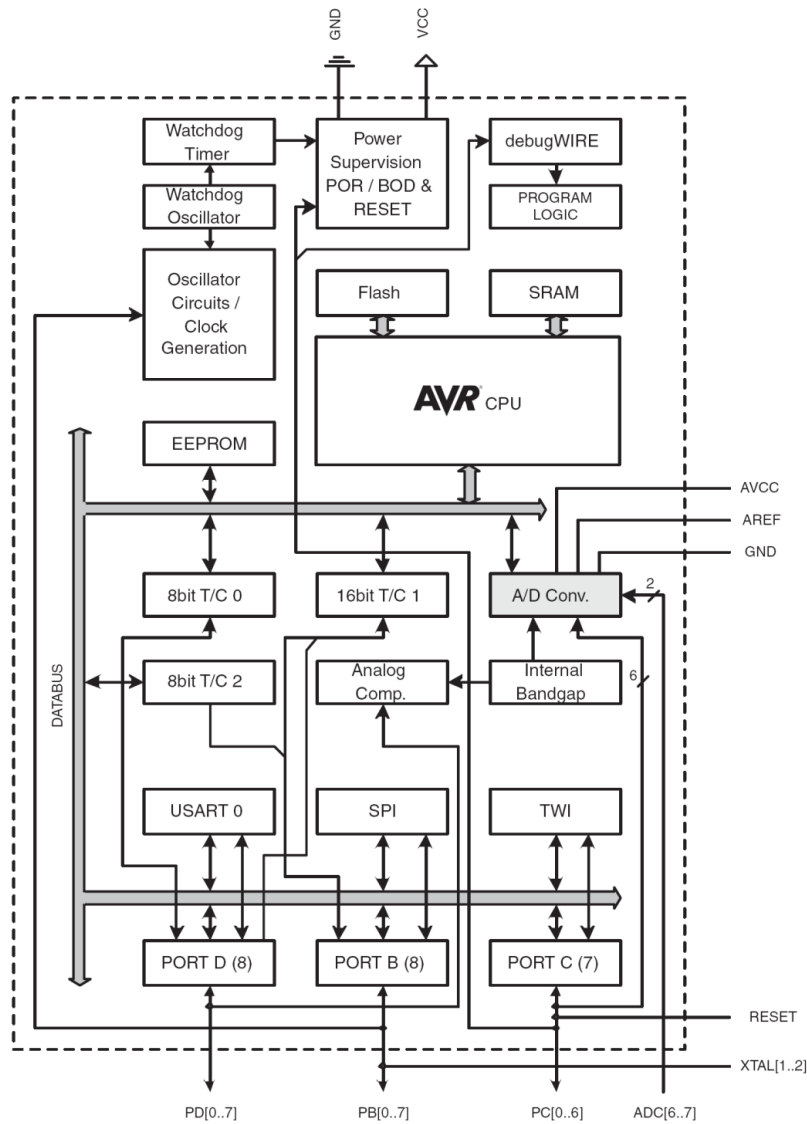 GND
VCC
Watchdog
Timer
Power
Supervision
POR / BOD &
RESET
debugWIRE
Watchdog
Oscillator
PROGRAM
LOGIC
Oscillator
Circuits /
Clock
Generation
Flash
SRAM
AVR® CPU
EEPROM
AVCC
AREF
GND
8bit T/C 0
16bit T/C 1
A/D Conv.
2
DATABUS
8bit T/C 2
Analog
Comp.
Internal
Bandgap
6
USART 0
SPI
TWI
PORT D (8)
PORT B (8)
PORT C (7)
RESET
XTAL[1..2]
PD[0..7]
PB[0..7]
PC[0..6]
ADC[6..7]